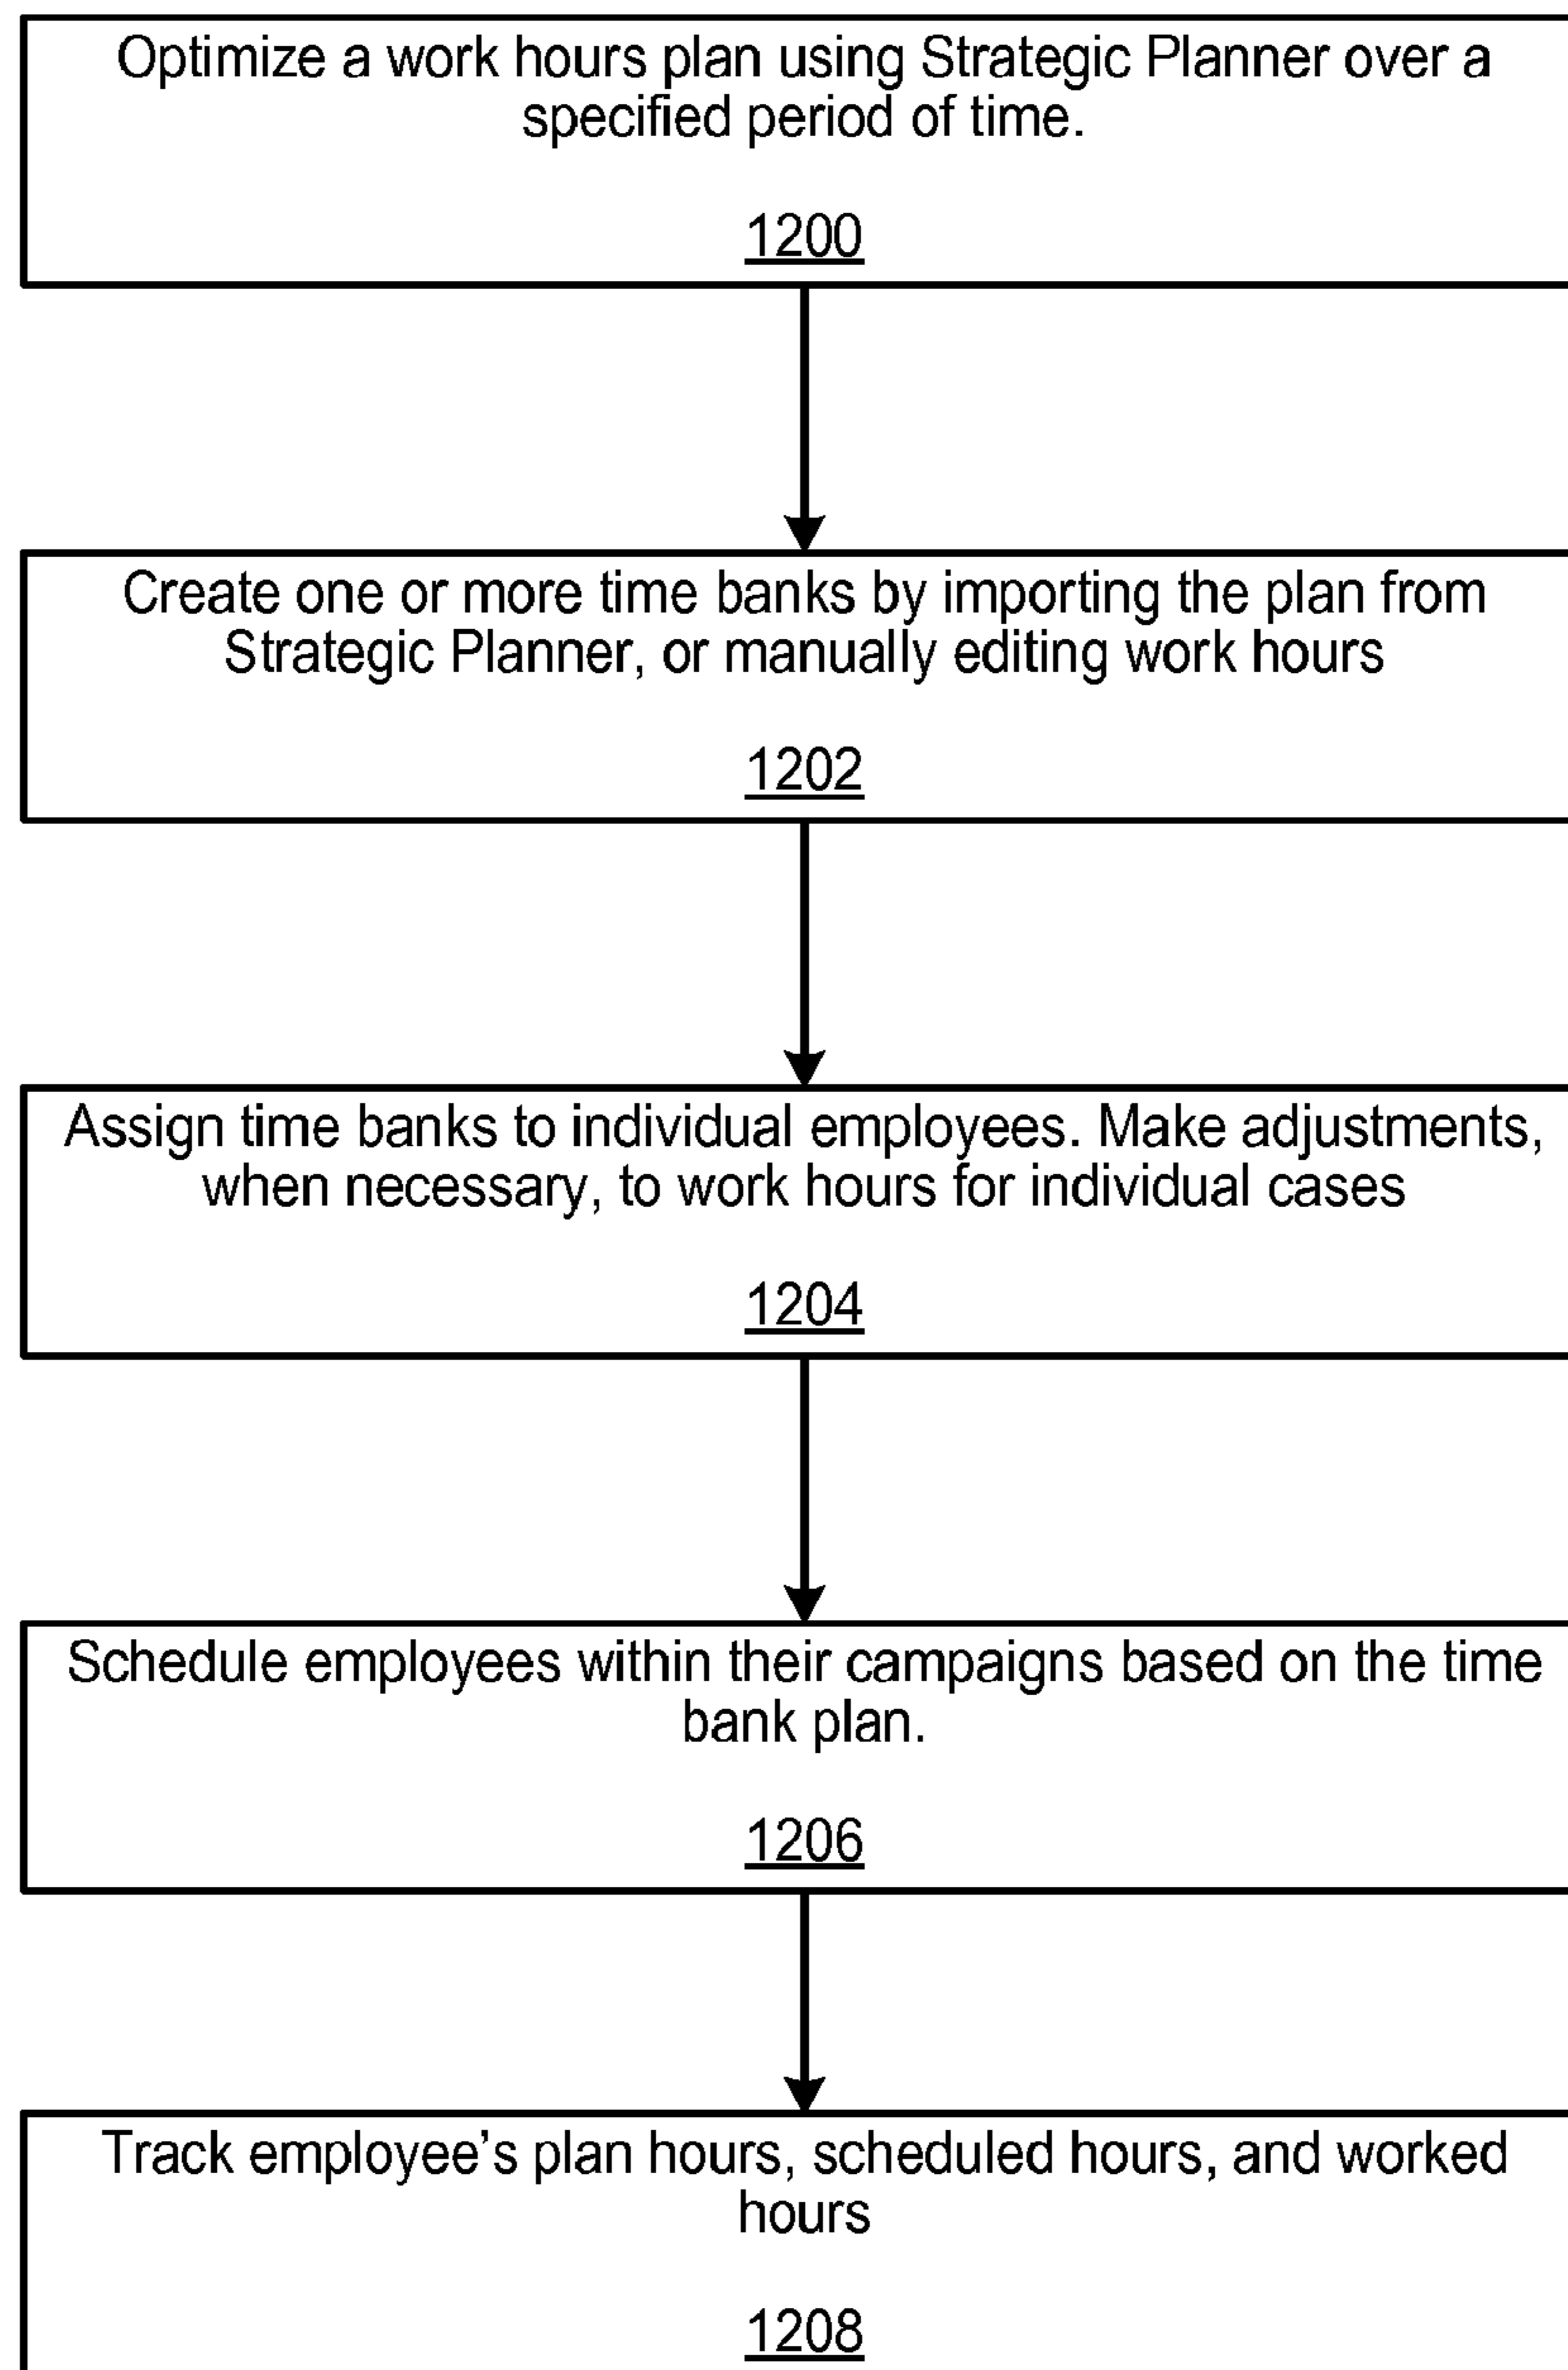 Optimize a work hours plan using Strategic Planner over a
specified period of time.
1200
Create one or more time banks by importing the plan from
Strategic Planner, or manually editing work hours
1202
Assign time banks to individual employees. Make adjustments,
when necessary, to work hours for individual cases
1204
Schedule employees within their campaigns based on the time
bank plan.
1206
Track employee’s plan hours, scheduled hours, and worked
hours
1208